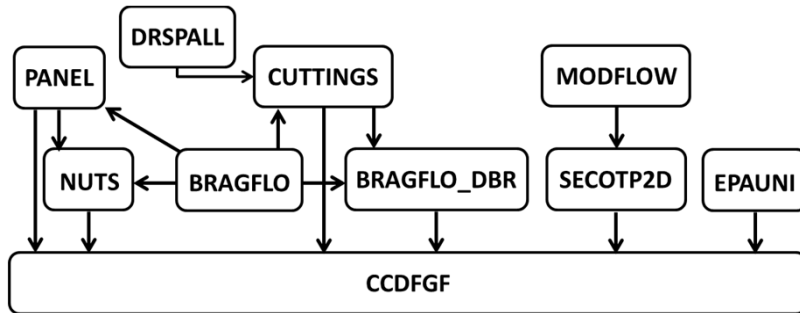 DRSPALL
PANEL
CUTTINGS
MODFLOW
NUTS
BRAGFLO
BRAGFLO_DBR
SECOTP2D
EPAUNI
CCDFGF